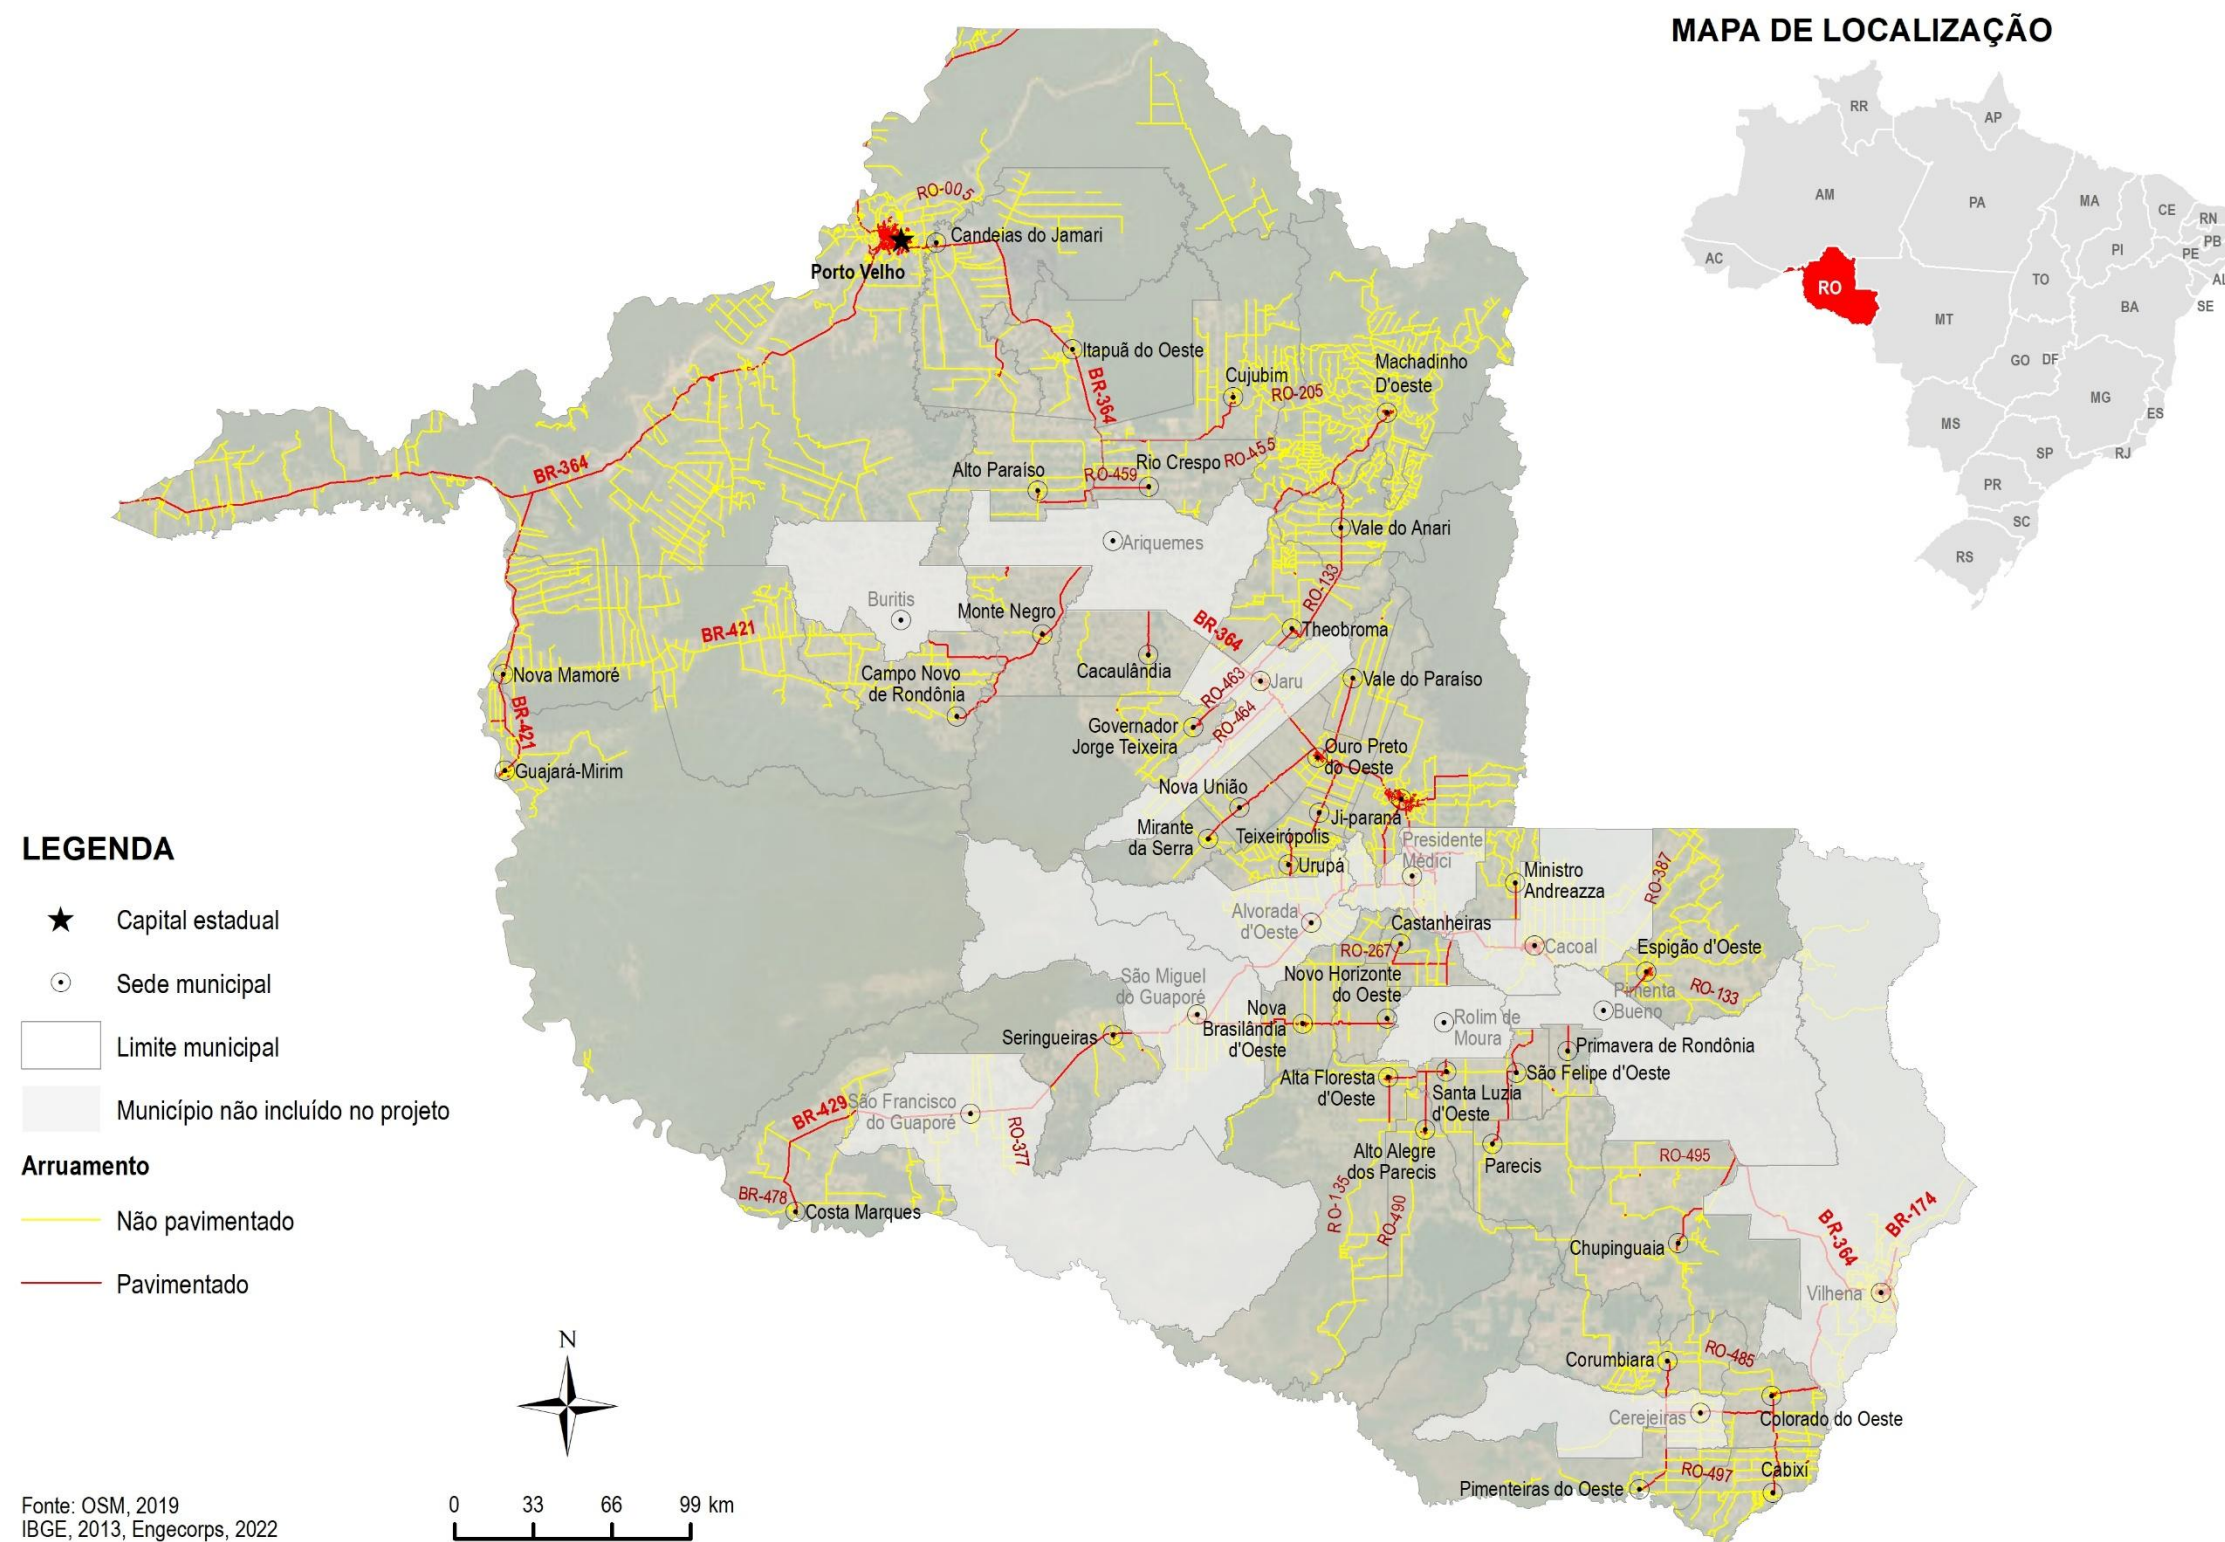 MAPA DE LOCALIZAÇÃO
RR
AP
AM
PA
MA
CE
RN
PB
PI
PE
AL
SE
AC
TO
BA
RO
MT
GO
DF
MG
ES
MS
SP
RJ
PR
SC
RS
RO-005
Candeias do Jamari
Porto Velho
Itapuã do Oeste
BR-364
Cujubim
RO-205
Machadinho
D'oeste
BR-364
Alto Paraíso
RO-459
Rio Crespo
RO-455
Vale do Anari
Ariquemes
RO-133
Buritis
Monte Negro
BR-421
BR-364
Theobroma
Cacaulândia
Campo Novo
de Rondônia
Nova Mamoré
BR-421
RO-463
Jaru
RO-464
Vale do Paraíso
Governador
Jorge Teixeira
Guajará-Mirim
Ouro Preto
do Oeste
Nova União
Ji-paraná
Mirante
da Serra
Teixeirópolis
Urupá
Presidente
Médici
Ministro
Andreazza
RO-387
Alvorada
d'Oeste
Castanheiras
RO-267
Cacoal
Espigão d'Oeste
RO-133
São Miguel
do Guaporé
Novo Horizonte
do Oeste
Pimenta
Bueno
Nova
Brasilândia
d'Oeste
Rolim de
Moura
Seringueiras
Primavera de Rondônia
São Felipe d'Oeste
Alta Floresta
d'Oeste
Santa Luzia
d'Oeste
BR-429
São Francisco
do Guaporé
RO-377
Alto Alegre
dos Parecis
Parecis
RO-495
BR-478
Costa Marques
RO-135
RO-490
BR-364
BR-174
Chupinguaia
Vilhena
Corumbiara
RO-485
Cerejeiras
Colorado do Oeste
RO-497
Cabixí
Pimenteiras do Oeste
LEGENDA
Capital estadual
Sede municipal
Limite municipal
Município não incluído no projeto
Arruamento
Não pavimentado
Pavimentado
N
0 33 66 99 km
Fonte: OSM, 2019
IBGE, 2013, Engecorps, 2022